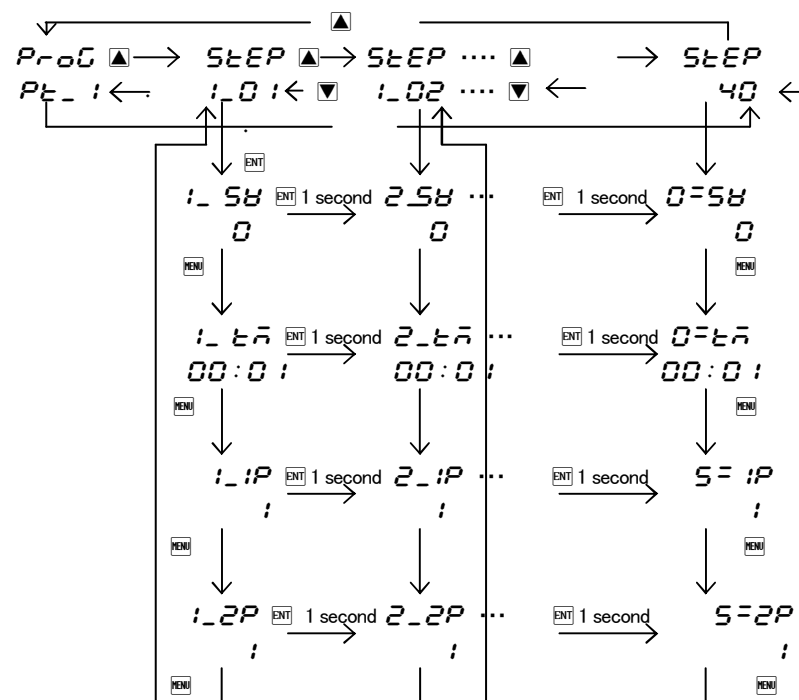 ▲
ProG ▲ StEP ▲ StEP ···· ▲ StEP
Pt_1 1_01 ▼ 1_02 ···· ▼ 40
ENT
1_SV ENT 1 second 2_SV ··· ENT 1 second 0=SV
0 0 0
MENU MENU
1_tm ENT 1 second 2_tm ··· ENT 1 second 0=tm
00:01 00:01 00:01
MENU MENU
1_1P ENT 1 second 2_1P ··· ENT 1 second S=1P
1 1 1
MENU MENU
1_2P ENT 1 second 2_2P ··· ENT 1 second S=2P
1 1 1
MENU MENU